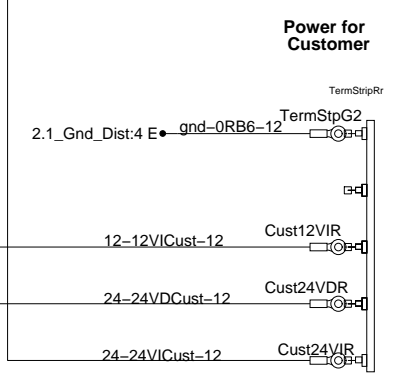 Power for
Customer
TermStripRr
TermStpG2
2.1_Gnd_Dist:4 E gnd−0RB6−12
Cust12VIR
12−12VICust−12
Cust24VDR
24−24VDCust−12
Cust24VIR
24−24VICust−12